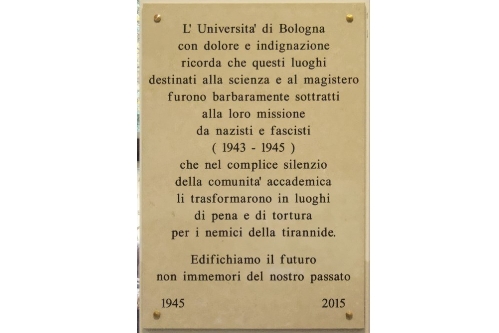 L' Universita' di Bologna
con dolore e indignazione
ricorda che questi luoghi
destinati alla scienza e al magistero
furono barbaramente sottratti
alla loro missione
da nazisti e fascisti
( 1943 - 1945 )
che nel complice silenzio
della comunita' accademica
li trasformarono in luoghi
di pena e di tortura
per i nemici della tirannide.
Edifichiamo il futuro
non immemori del nostro passato
1945 2015